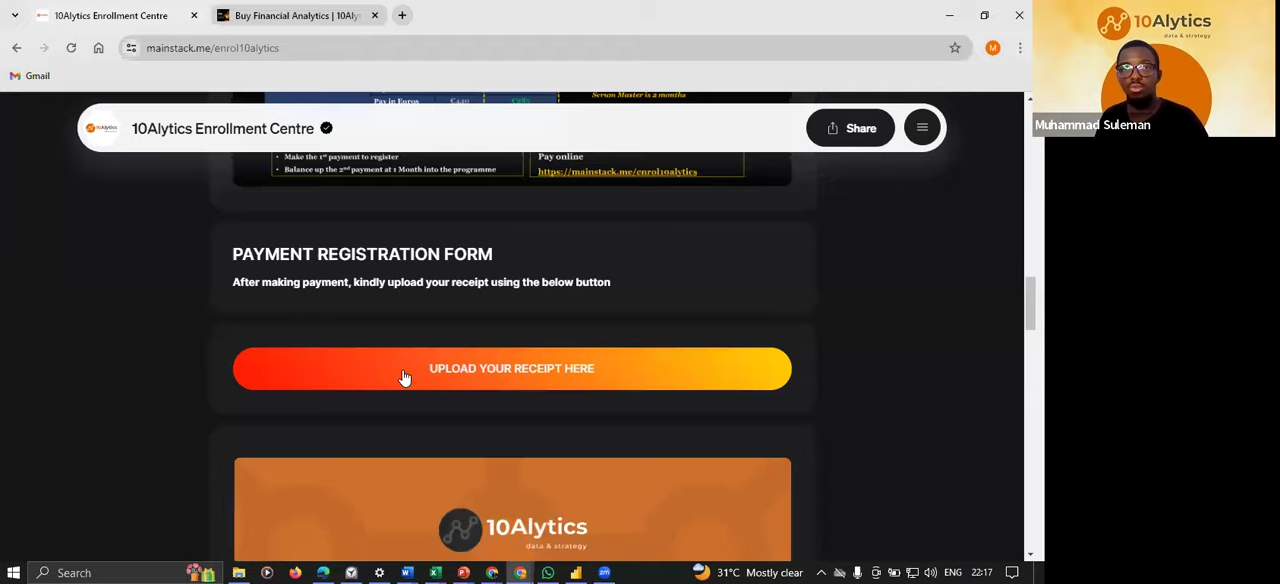 10Alytics Enrollment Centre
Buy Financial Analytics | 10Aly
mainstack.me/enrol10alytics
M
Gmail
10Alytics
data & strategy
Muhammad Suleman
Pay in Euros
Scrum Master is 2 months
10Alytics Enrollment Centre
Share
Make the 1st payment to register
Balance up the 2nd payment at 1 Month into the programme
Pay online
https://mainstack.me/enrol10alytics
PAYMENT REGISTRATION FORM
After making payment, kindly upload your receipt using the below button
UPLOAD YOUR RECEIPT HERE
10Alytics
data & strategy
Search
31°C Mostly clear
ENG
22:17